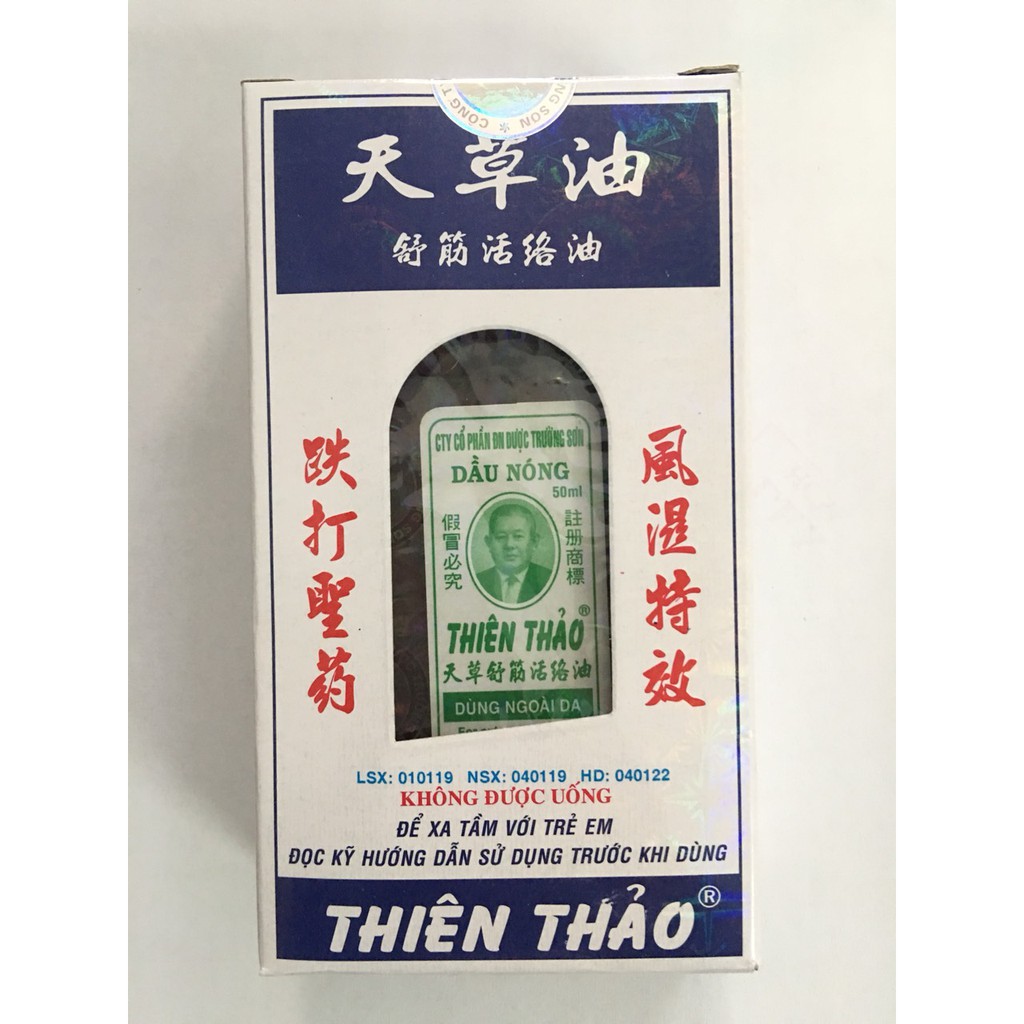 CÔNG T
NG SƠN
天草油
舒筋活络油
跌打聖药
風湿特效
CTY CỔ PHẦN ĐN DƯỢC TRƯỜNG SƠN
DẦU NÓNG
50ml
假冒必究
註册商標
THIÊN THẢO®
天草舒筋活络油
DÙNG NGOÀI DA
LSX: 010119 NSX: 040119 HD: 040122
KHÔNG ĐƯỢC UỐNG
ĐỂ XA TẦM VỚI TRẺ EM
ĐỌC KỸ HƯỚNG DẪN SỬ DỤNG TRƯỚC KHI DÙNG
THIÊN THẢO®